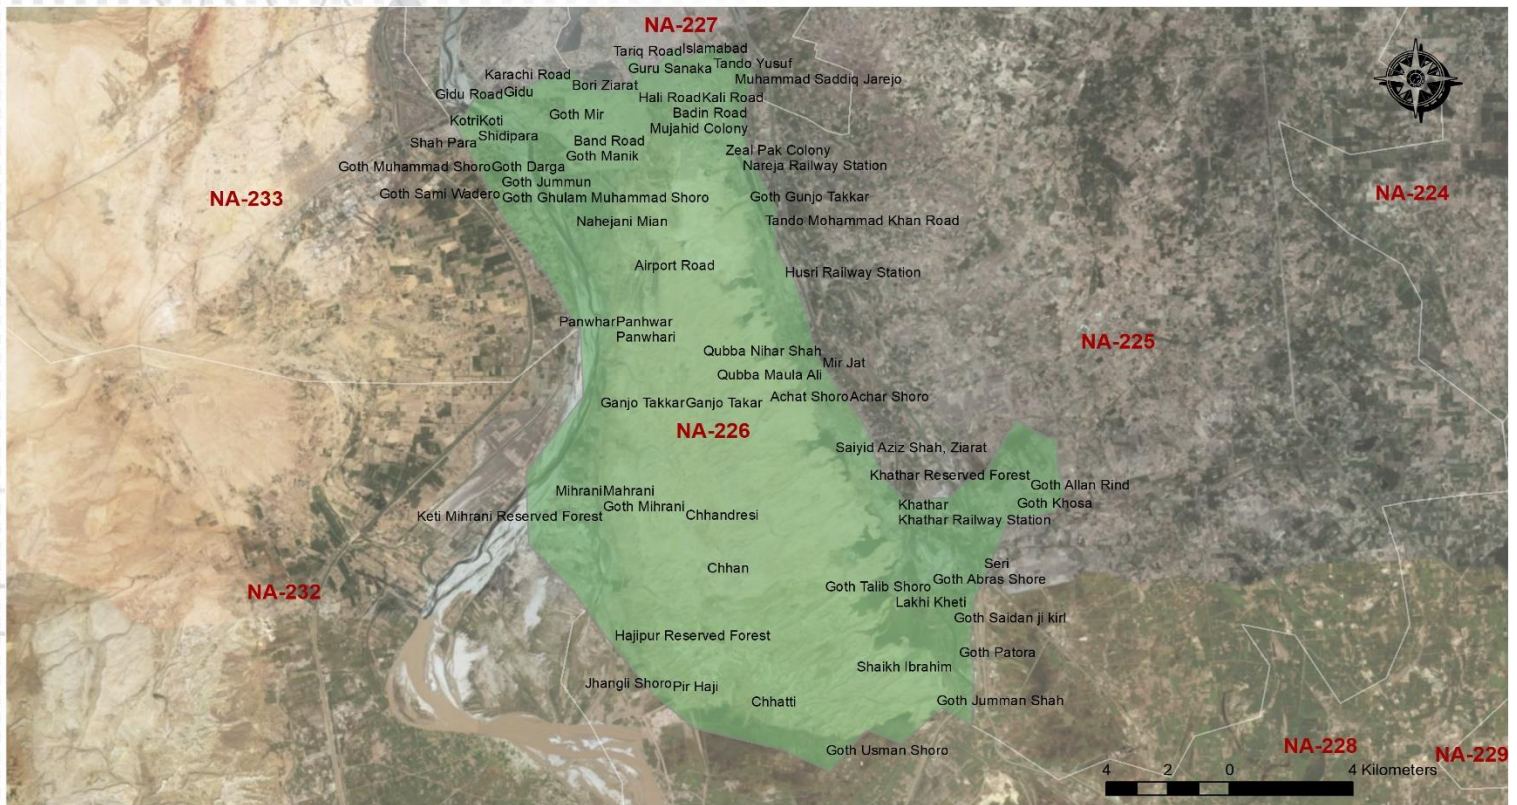 NA-227
Tariq Road Islamabad
Guru Sanaka Tando Yusuf
Karachi Road Muhammad Saddiq Jarejo
Gidu Road Gidu Bori Ziarat
Hali Road Kali Road
Goth Mir Badin Road
Kotri Koti Mujahid Colony
Shidipara
Shah Para Band Road
Goth Manik Zeal Pak Colony
Goth Muhammad Shoro Goth Darga Nareja Railway Station
Goth Jummun
Goth Sami Wadero Goth Ghulam Muhammad Shoro Goth Gunjo Takkar
NA-233 NA-224
Nahejani Mian Tando Mohammad Khan Road
Airport Road Husri Railway Station
Panwhar Panhwar
Panwhari
NA-225
Qubba Nihar Shah
Mir Jat
Qubba Maula Ali
Ganjo Takkar Ganjo Takar Achat Shoro Achar Shoro
NA-226
Saiyid Aziz Shah, Ziarat
Khathar Reserved Forest
Goth Allan Rind
Mihrani Mahrani
Goth Mihrani Khathar Goth Khosa
Keti Mihrani Reserved Forest Chhandresi Khathar Railway Station
Chhan Seri
Goth Talib Shoro Goth Abras Shore
NA-232
Lakhi Kheti
Goth Saidan ji kirl
Hajipur Reserved Forest
Goth Patora
Shaikh Ibrahim
Jhangli Shoro Pir Haji
Chhatti Goth Jumman Shah
Goth Usman Shoro
NA-228
NA-229
4 2 0 4 Kilometers